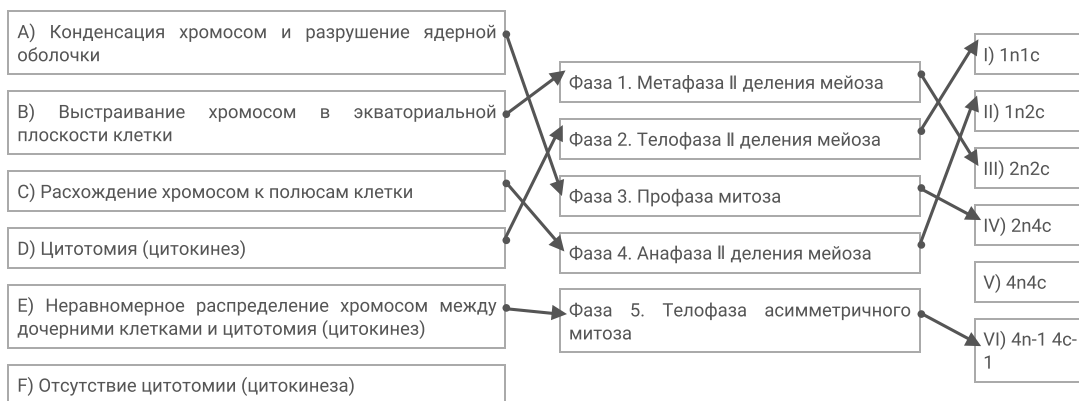 A) Конденсация хромосом и разрушение ядерной
оболочки
B) Выстраивание хромосом в экваториальной
плоскости клетки
C) Расхождение хромосом к полюсам клетки
D) Цитотомия (цитокинез)
E) Неравномерное распределение хромосом между
дочерними клетками и цитотомия (цитокинез)
F) Отсутствие цитотомии (цитокинеза)
Фаза 1. Метафаза II деления мейоза
Фаза 2. Телофаза II деления мейоза
Фаза 3. Профаза митоза
Фаза 4. Анафаза II деления мейоза
Фаза 5. Телофаза асимметричного
митоза
I) 1n1c
II) 1n2c
III) 2n2c
IV) 2n4c
V) 4n4c
VI) 4n-1 4c-
1